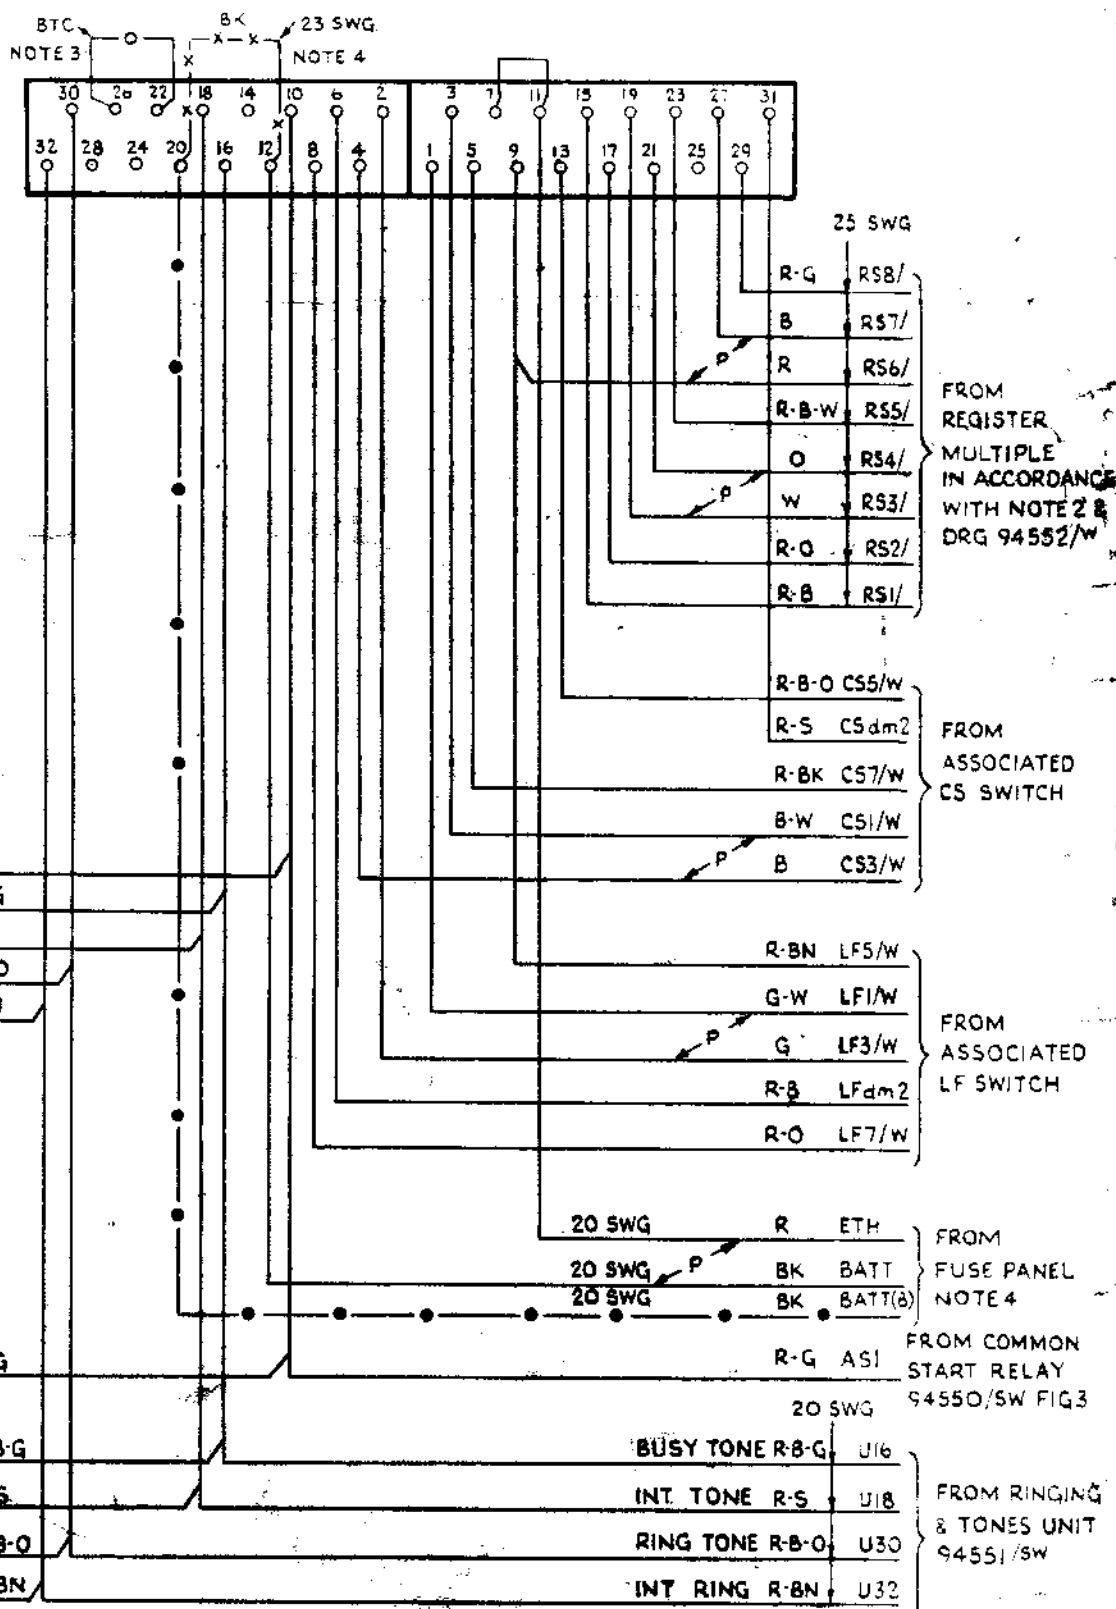 BTC
BK
23 SWG.
NOTE 3
NOTE 4
30 26 22 18 14 10 6 2 3 7 11 15 19 23 27 31
32 28 24 20 16 12 8 4 1 5 9 13 17 21 25 29
25 SWG
R-G RS8/
B RS7/
P
R RS6/
R-B-W RS5/
O RS4/
P
W RS3/
R-O RS2/
R-B RS1/
FROM
REGISTER
MULTIPLE
IN ACCORDANCE
WITH NOTE 2 &
DRG 94552/W
R-B-O CS5/W
R-S CSdm2
R-BK CS7/W
B-W CS1/W
P
B CS3/W
FROM
ASSOCIATED
CS SWITCH
G
O
R-BN LF5/W
G-W LF1/W
P
G LF3/W
R-B LFdm2
R-O LF7/W
FROM
ASSOCIATED
LF SWITCH
20 SWG R ETH
P
20 SWG BK BATT
20 SWG BK BATT(B)
FROM
FUSE PANEL
NOTE 4
G
R-G AS1
FROM COMMON
START RELAY
94550/SW FIG3
20 SWG
B-G
BUSY TONE R-B-G U16
S
INT. TONE R-S U18
B-O
RING TONE R-B-O U30
BN
INT RING R-BN U32
FROM RINGING
& TONES UNIT
94551/SW